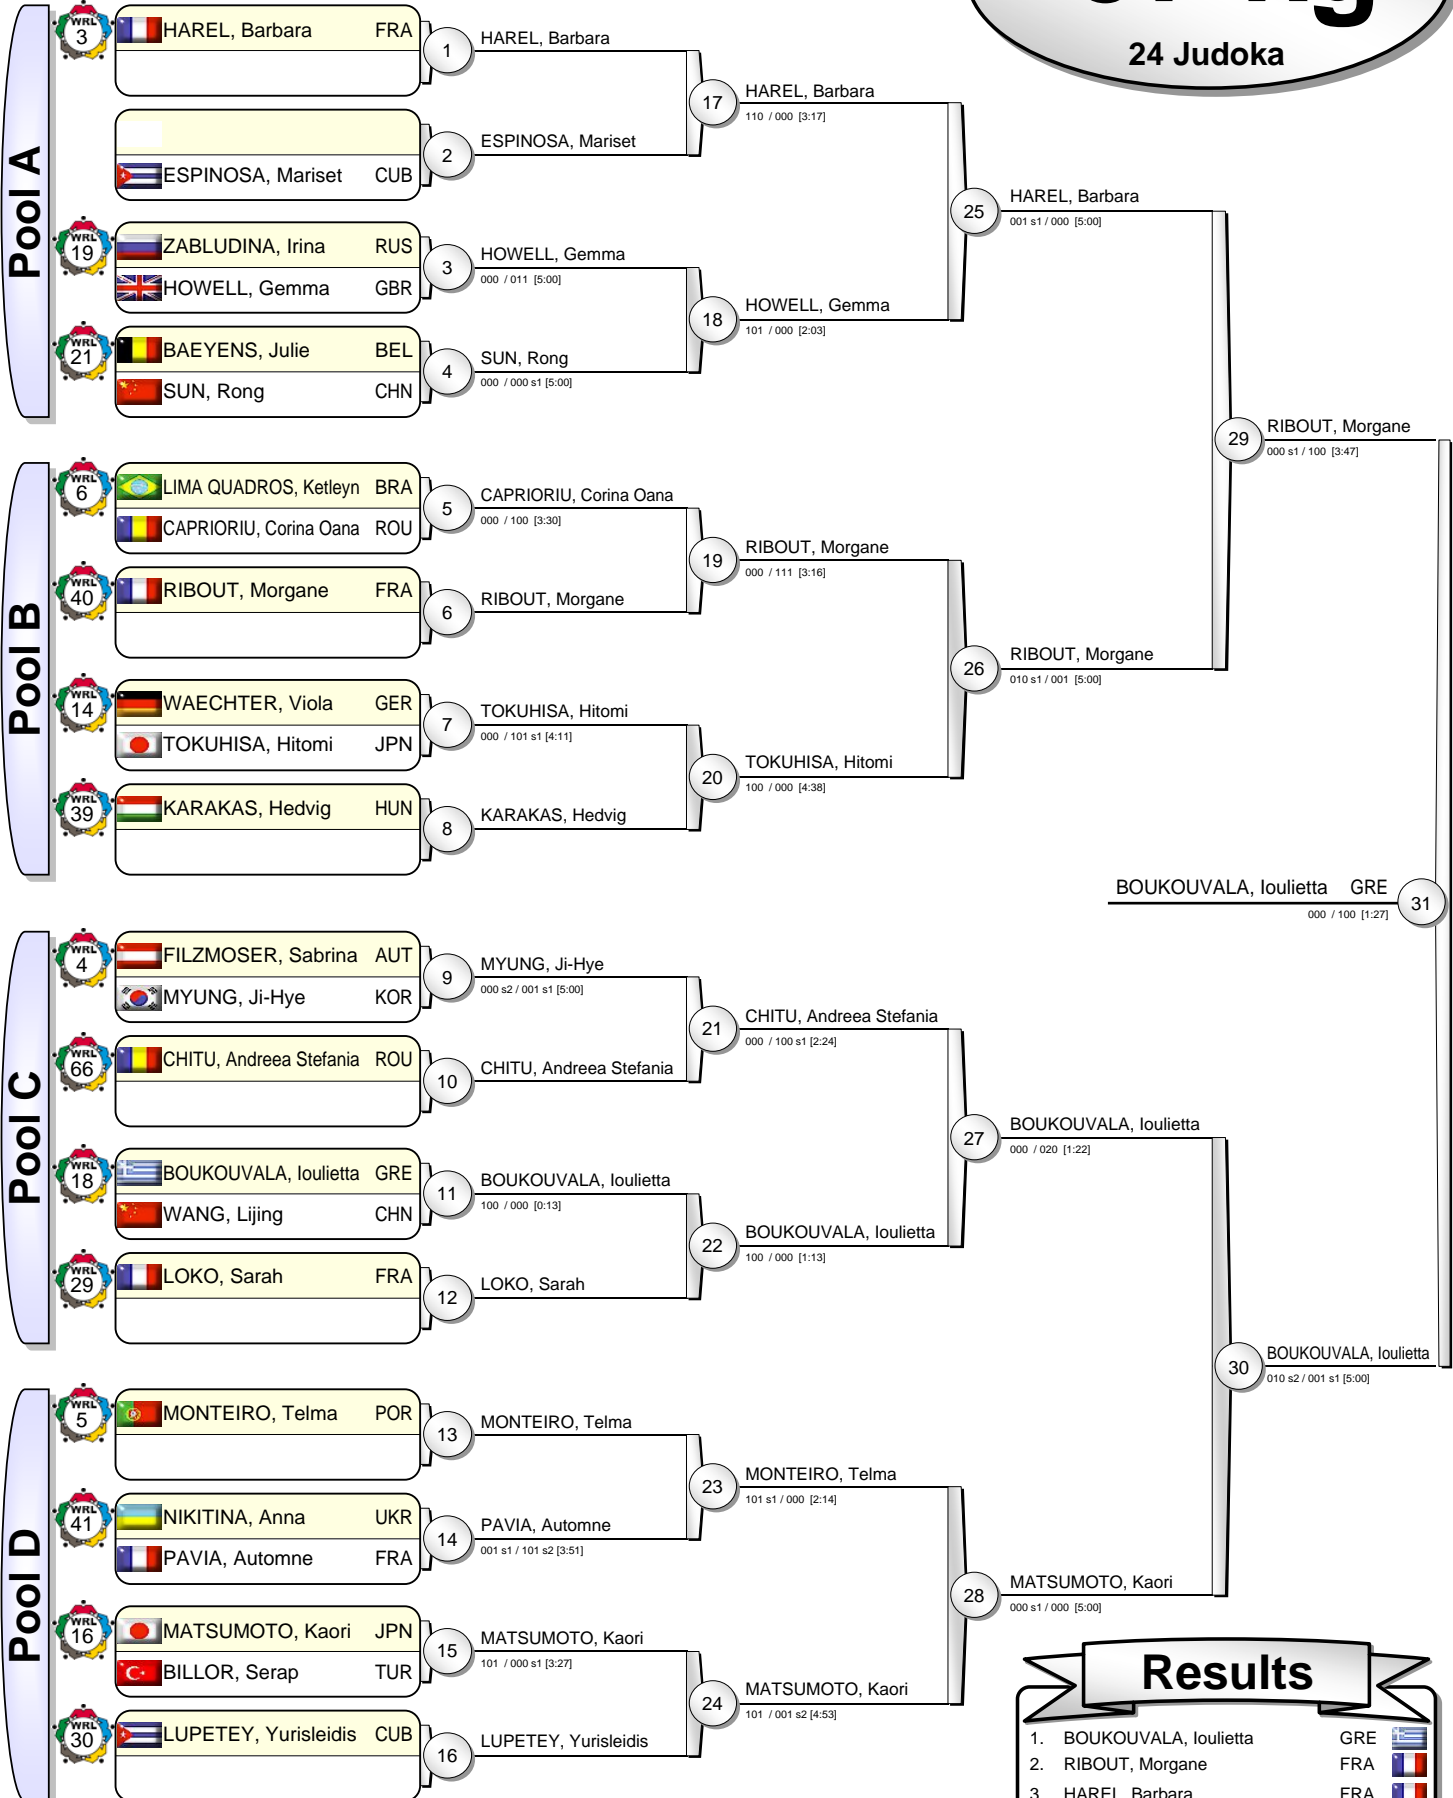 24 Judoka
Pool A
WRL 3
HAREL, Barbara FRA
1
HAREL, Barbara
ESPINOSA, Mariset CUB
2
ESPINOSA, Mariset
17
HAREL, Barbara
110 / 000 [3:17]
WRL 19
ZABLUDINA, Irina RUS
HOWELL, Gemma GBR
3
HOWELL, Gemma
000 / 011 [5:00]
WRL 21
BAEYENS, Julie BEL
SUN, Rong CHN
4
SUN, Rong
000 / 000 s1 [5:00]
18
HOWELL, Gemma
101 / 000 [2:03]
25
HAREL, Barbara
001 s1 / 000 [5:00]
Pool B
WRL 6
LIMA QUADROS, Ketleyn BRA
CAPRIORIU, Corina Oana ROU
5
CAPRIORIU, Corina Oana
000 / 100 [3:30]
WRL 40
RIBOUT, Morgane FRA
6
RIBOUT, Morgane
19
RIBOUT, Morgane
000 / 111 [3:16]
WRL 14
WAECHTER, Viola GER
TOKUHISA, Hitomi JPN
7
TOKUHISA, Hitomi
000 / 101 s1 [4:11]
WRL 39
KARAKAS, Hedvig HUN
8
KARAKAS, Hedvig
20
TOKUHISA, Hitomi
100 / 000 [4:38]
26
RIBOUT, Morgane
010 s1 / 001 [5:00]
29
RIBOUT, Morgane
000 s1 / 100 [3:47]
BOUKOUVALA, Ioulietta GRE
000 / 100 [1:27]
31
Pool C
WRL 4
FILZMOSER, Sabrina AUT
MYUNG, Ji-Hye KOR
9
MYUNG, Ji-Hye
000 s2 / 001 s1 [5:00]
WRL 66
CHITU, Andreea Stefania ROU
10
CHITU, Andreea Stefania
21
CHITU, Andreea Stefania
000 / 100 s1 [2:24]
WRL 18
BOUKOUVALA, Ioulietta GRE
WANG, Lijing CHN
11
BOUKOUVALA, Ioulietta
100 / 000 [0:13]
WRL 29
LOKO, Sarah FRA
12
LOKO, Sarah
22
BOUKOUVALA, Ioulietta
100 / 000 [1:13]
27
BOUKOUVALA, Ioulietta
000 / 020 [1:22]
Pool D
WRL 5
MONTEIRO, Telma POR
13
MONTEIRO, Telma
WRL 41
NIKITINA, Anna UKR
PAVIA, Automne FRA
14
PAVIA, Automne
001 s1 / 101 s2 [3:51]
23
MONTEIRO, Telma
101 s1 / 000 [2:14]
WRL 16
MATSUMOTO, Kaori JPN
BILLOR, Serap TUR
15
MATSUMOTO, Kaori
101 / 000 s1 [3:27]
WRL 30
LUPETEY, Yurisleidis CUB
16
LUPETEY, Yurisleidis
24
MATSUMOTO, Kaori
101 / 001 s2 [4:53]
28
MATSUMOTO, Kaori
000 s1 / 000 [5:00]
30
BOUKOUVALA, Ioulietta
010 s2 / 001 s1 [5:00]
Results
1. BOUKOUVALA, Ioulietta GRE
2. RIBOUT, Morgane FRA
3. HAREL, Barbara FRA